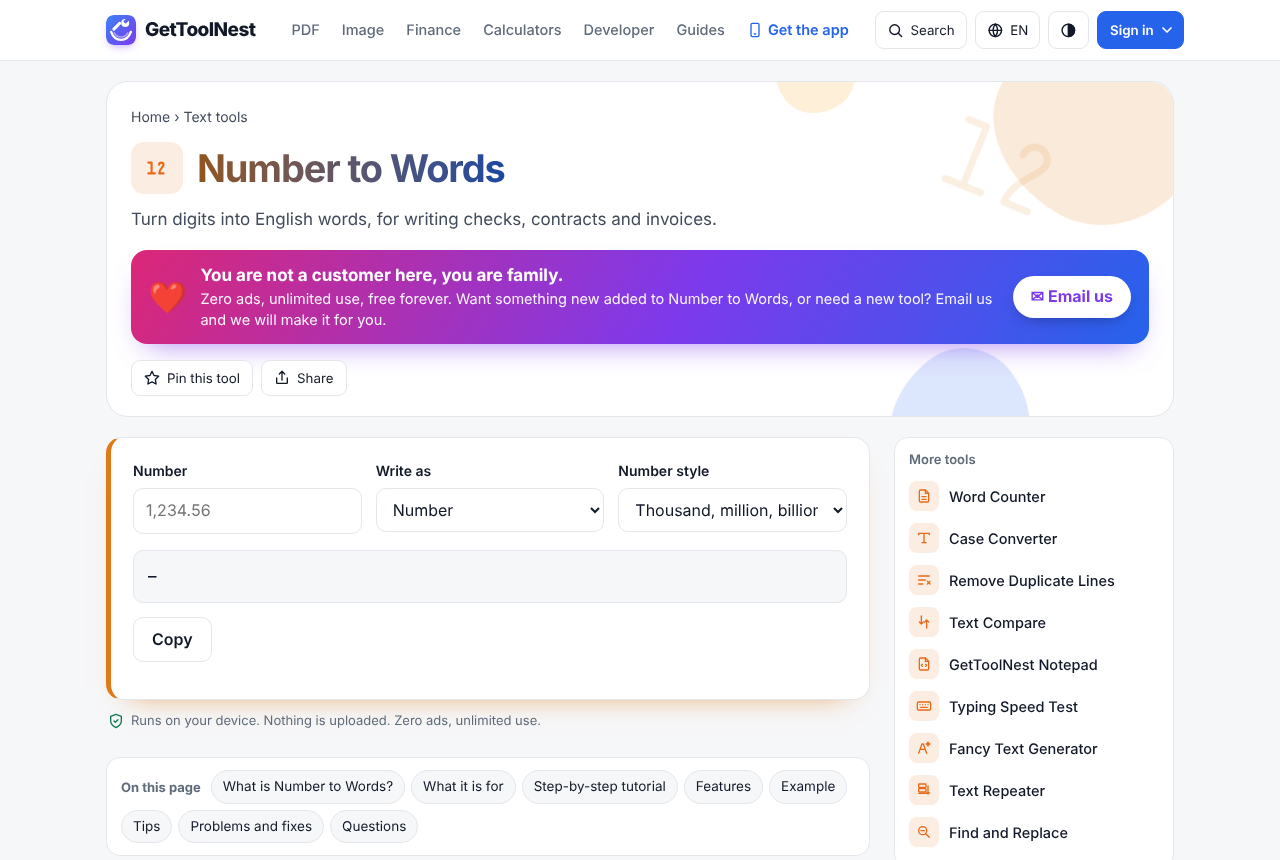 GetToolNest
PDF
Image
Finance
Calculators
Developer
Guides
Get the app
Search
EN
Sign in
Home › Text tools
12
Number to Words
12
Turn digits into English words, for writing checks, contracts and invoices.
You are not a customer here, you are family.
Zero ads, unlimited use, free forever. Want something new added to Number to Words, or need a new tool? Email us
and we will make it for you.
✉ Email us
Pin this tool
Share
Number
Write as
Number style
1,234.56
Number
Thousand, million, billion
–
Copy
Runs on your device. Nothing is uploaded. Zero ads, unlimited use.
On this page
What is Number to Words?
What it is for
Step-by-step tutorial
Features
Example
Tips
Problems and fixes
Questions
More tools
Word Counter
Case Converter
Remove Duplicate Lines
Text Compare
GetToolNest Notepad
Typing Speed Test
Fancy Text Generator
Text Repeater
Find and Replace